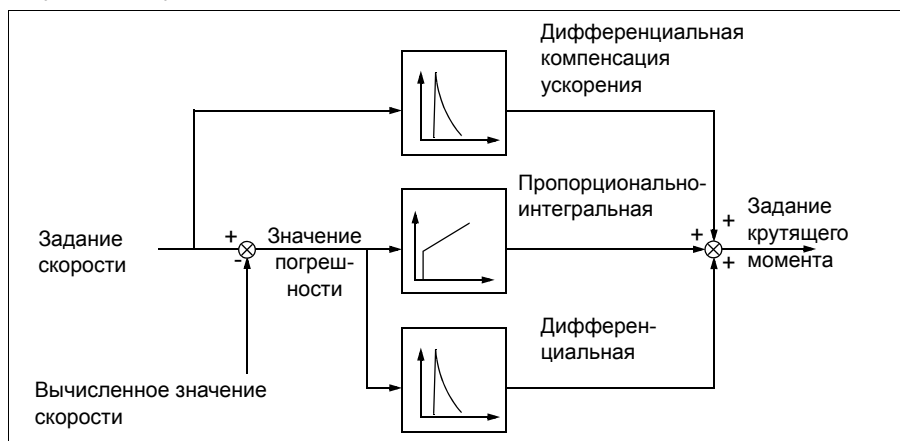 Дифференциальная
компенсация
ускорения
Пропорционально-
интегральная
Задание
скорости
+
-
Значение
погреш-
ности
+
+
+
Задание
крутящего
момента
Дифферен-
циальная
Вычисленное значение
скорости